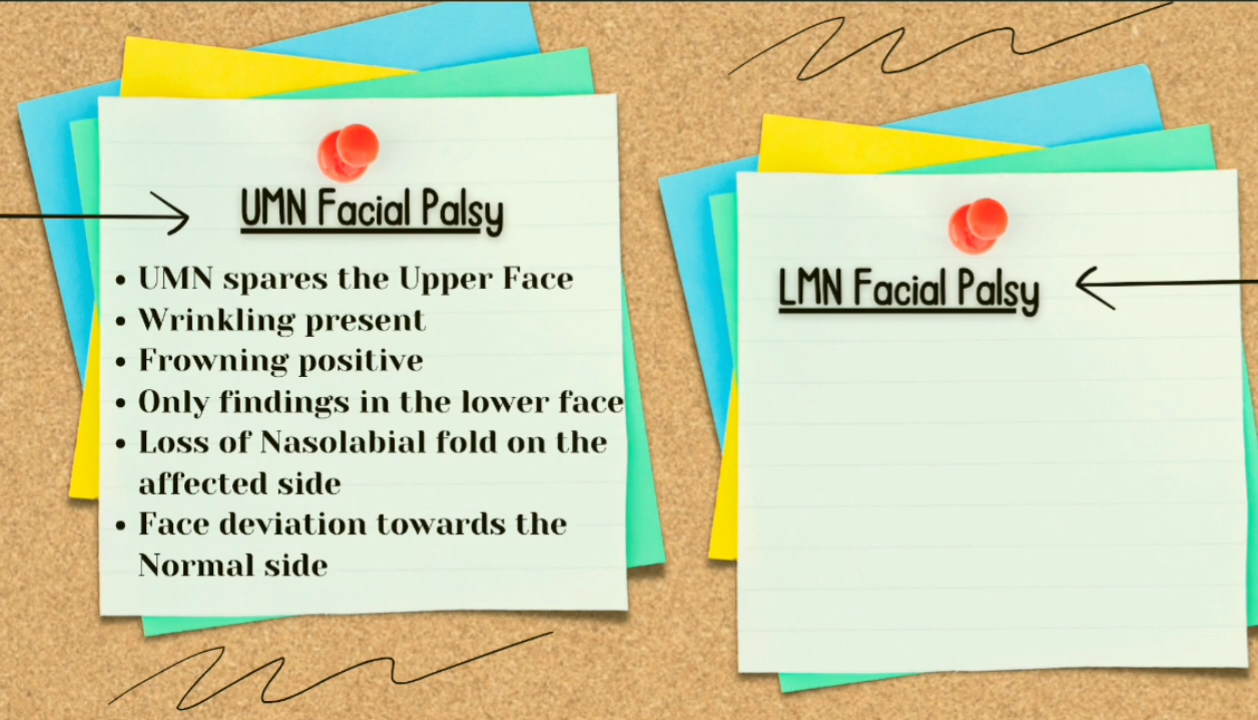 UMN Facial Palsy
• UMN spares the Upper Face
• Wrinkling present
• Frowning positive
• Only findings in the lower face
• Loss of Nasolabial fold on the
affected side
• Face deviation towards the
Normal side
LMN Facial Palsy